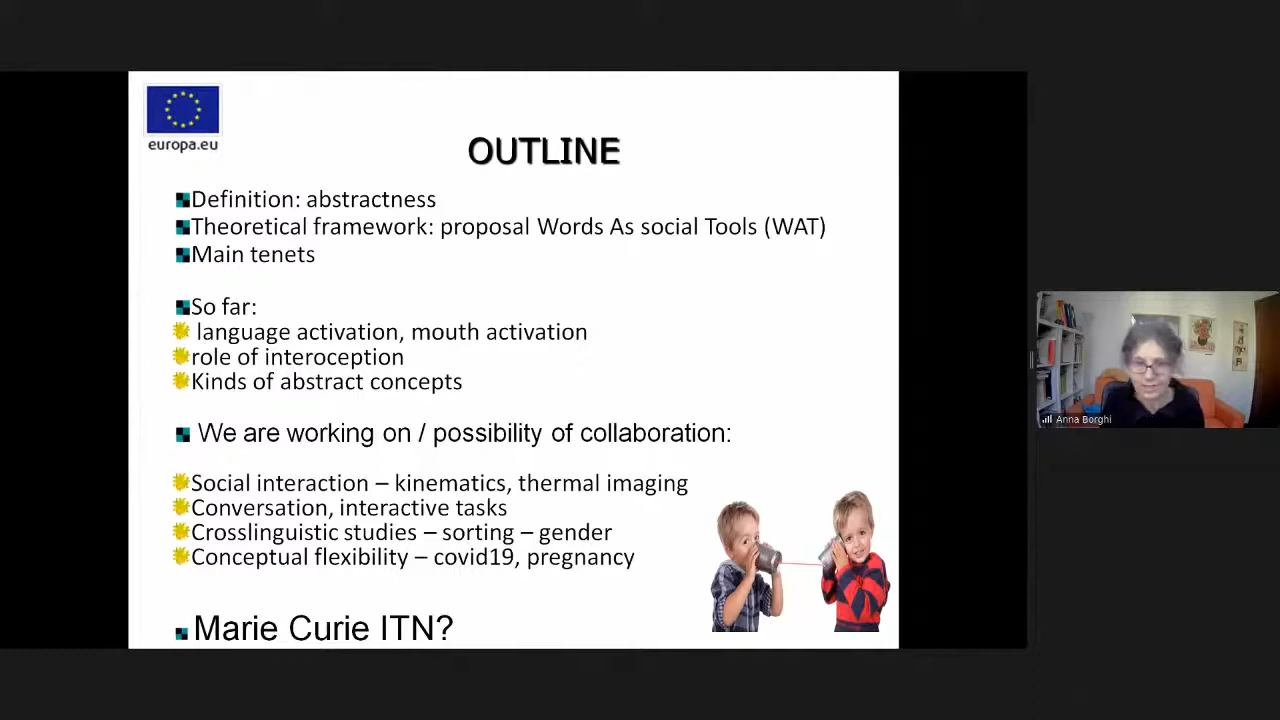 europa.eu
OUTLINE
Definition: abstractness
Theoretical framework: proposal Words As social Tools (WAT)
Main tenets
So far:
language activation, mouth activation
role of interoception
Kinds of abstract concepts
We are working on / possibility of collaboration:
Social interaction – kinematics, thermal imaging
Conversation, interactive tasks
Crosslinguistic studies – sorting – gender
Conceptual flexibility – covid19, pregnancy
Marie Curie ITN?
Anna Borghi